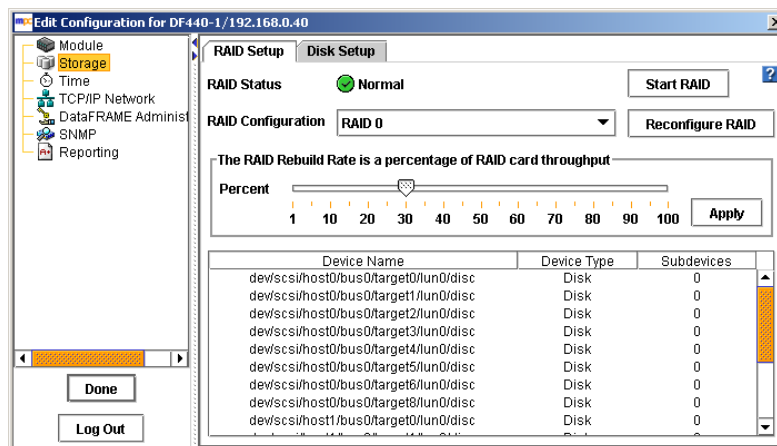 Edit Configuration for DF440-1/192.168.0.40
Module
Storage
Time
TCP/IP Network
DataFRAME Administ
SNMP
Reporting
Done
Log Out
RAID Setup Disk Setup
RAID Status Normal Start RAID
RAID Configuration RAID 0 Reconfigure RAID
The RAID Rebuild Rate is a percentage of RAID card throughput
Percent
1 10 20 30 40 50 60 70 80 90 100
Apply
Device Name Device Type Subdevices
dev/scsi/host0/bus0/target0/lun0/disc Disk 0
dev/scsi/host0/bus0/target1/lun0/disc Disk 0
dev/scsi/host0/bus0/target2/lun0/disc Disk 0
dev/scsi/host0/bus0/target3/lun0/disc Disk 0
dev/scsi/host0/bus0/target4/lun0/disc Disk 0
dev/scsi/host0/bus0/target5/lun0/disc Disk 0
dev/scsi/host0/bus0/target6/lun0/disc Disk 0
dev/scsi/host0/bus0/target8/lun0/disc Disk 0
dev/scsi/host1/bus0/target0/lun0/disc Disk 0